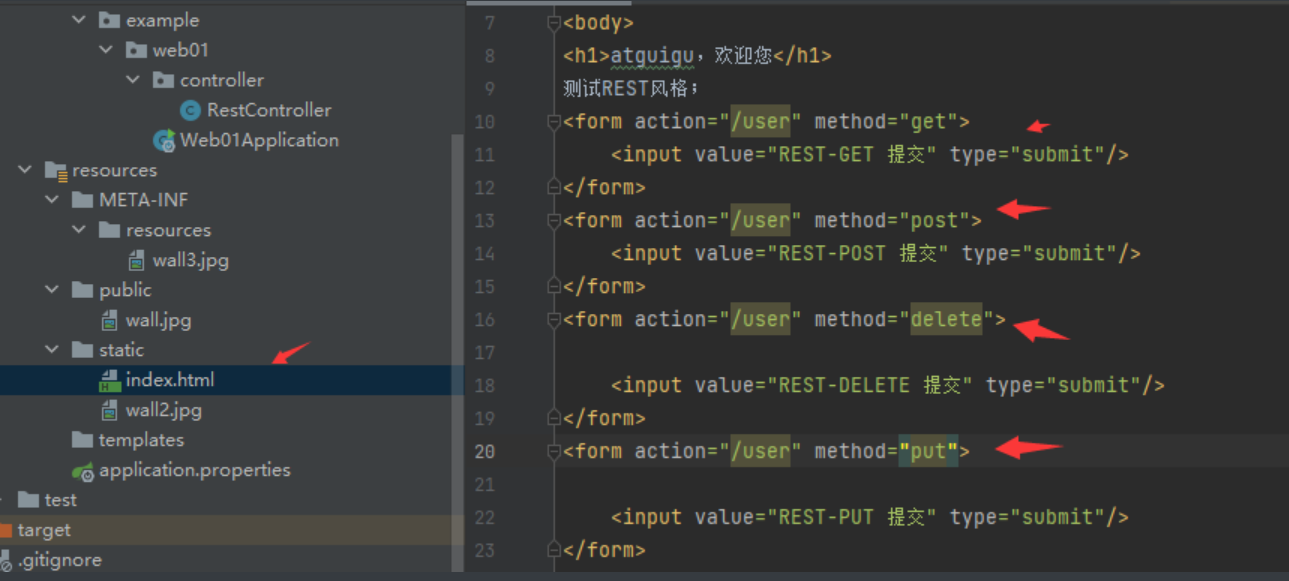 example
web01
controller
RestController
Web01Application
resources
META-INF
resources
wall3.jpg
public
wall.jpg
static
index.html
wall2.jpg
templates
application.properties
test
target
.gitignore
7 <body>
8 <h1>atguigu，欢迎您</h1>
9 测试REST风格；
10 <form action="/user" method="get">
11 <input value="REST-GET 提交" type="submit"/>
12 </form>
13 <form action="/user" method="post">
14 <input value="REST-POST 提交" type="submit"/>
15 </form>
16 <form action="/user" method="delete">
17
18 <input value="REST-DELETE 提交" type="submit"/>
19 </form>
20 <form action="/user" method="put">
21
22 <input value="REST-PUT 提交" type="submit"/>
23 </form>